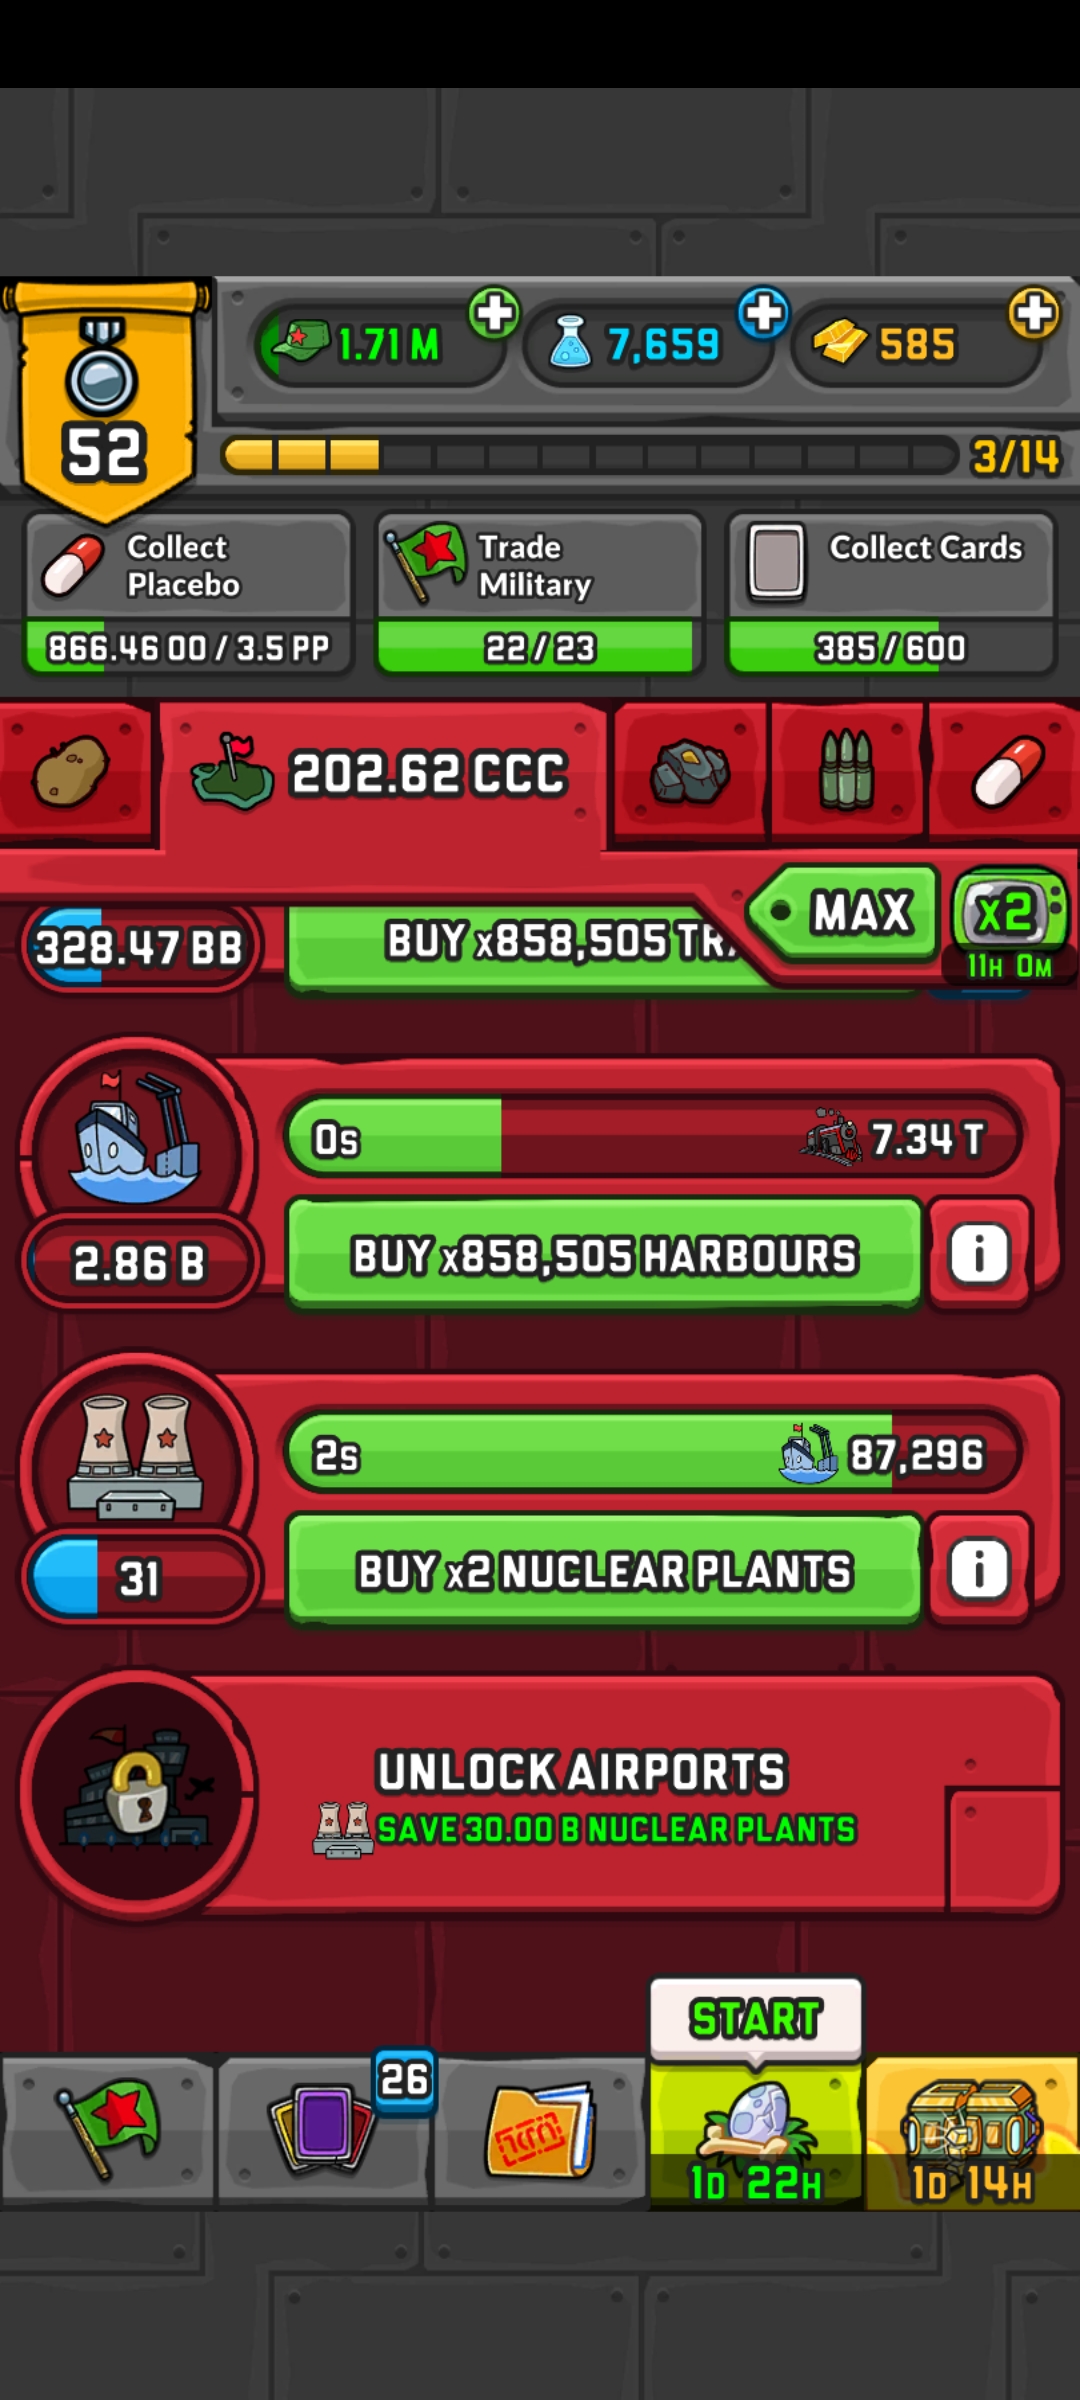 1.71 M
7,659
585
52
3/14
Collect
Placebo
Trade
Military
Collect Cards
866.46 OO / 3.5 PP
22 / 23
385 / 600
202.62 CCC
MAX
x2
11H 0M
328.47 BB
BUY x858,505
0s
7.34 T
2.86 B
BUY x858,505 HARBOURS
i
2s
87,296
31
BUY x2 NUCLEAR PLANTS
i
UNLOCK AIRPORTS
SAVE 30.00 B NUCLEAR PLANTS
START
26
1D 22H
1D 14H